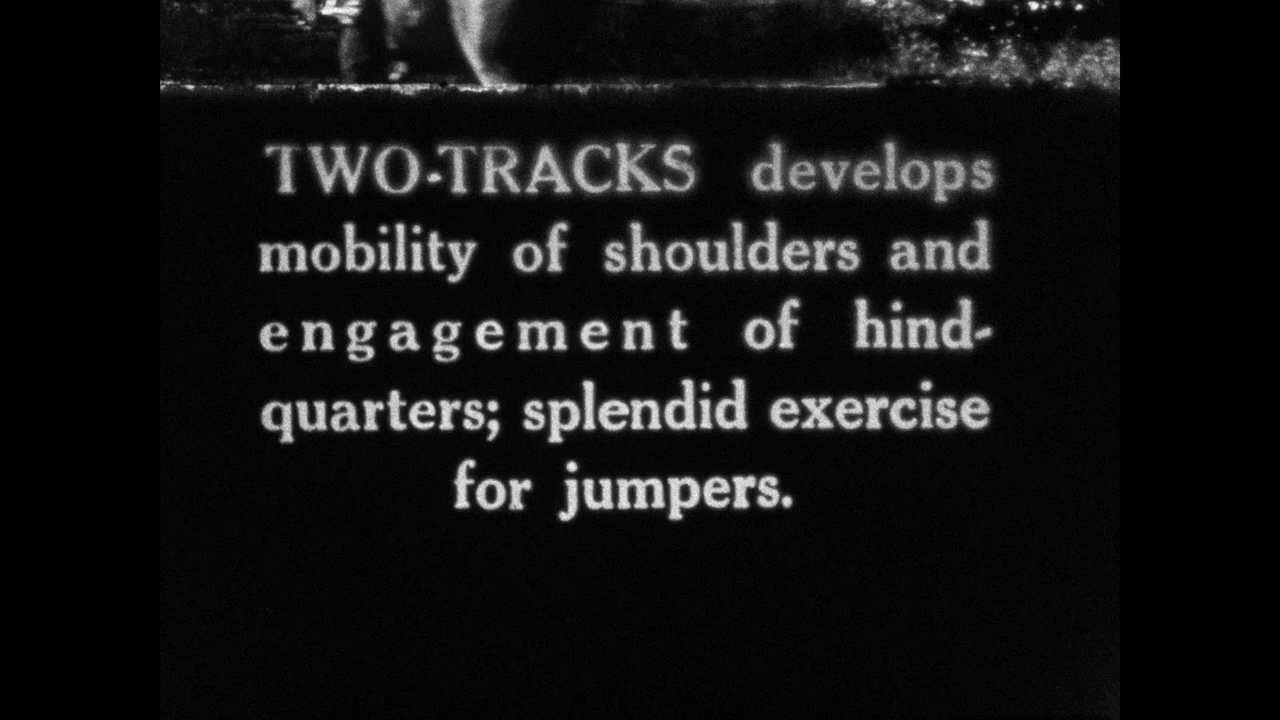 TWO-TRACKS develops
mobility of shoulders and
engagement of hind-
quarters; splendid exercise
for jumpers.